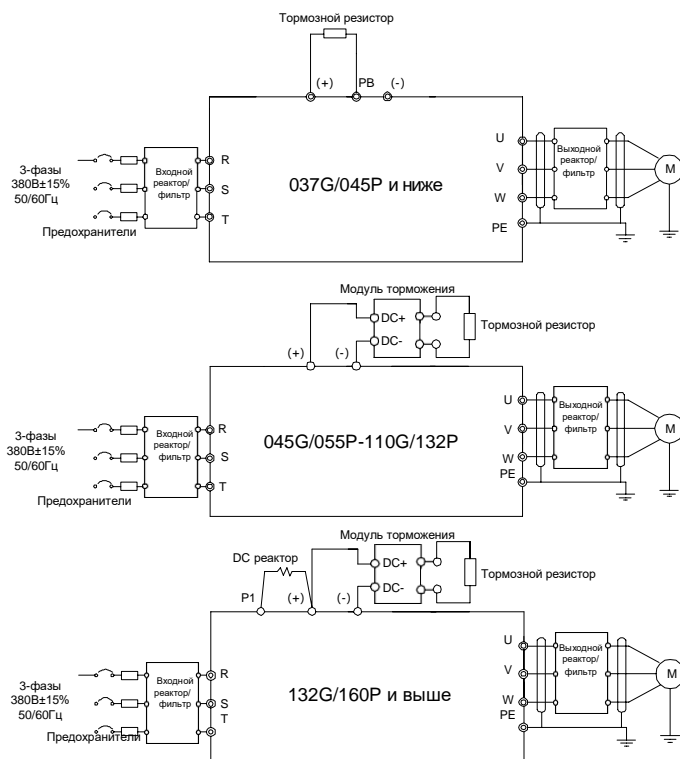 Тормозной резистор
(+) PB (-)
3-фазы
380В±15%
50/60Гц
Предохранители
Входной
реактор/
фильтр
R
S
T
037G/045P и ниже
U
V
W
PE
Выходной
реактор/
фильтр
M
Модуль торможения
DC+
DC-
Тормозной резистор
(+) (-)
3-фазы
380В±15%
50/60Гц
Предохранители
Входной
реактор/
фильтр
R
S
T
045G/055P-110G/132P
U
V
W
PE
Выходной
реактор/
фильтр
M
Модуль торможения
DC реактор
DC+
DC-
Тормозной резистор
P1 (+) (-)
3-фазы
380В±15%
50/60Гц
Предохранители
Входной
реактор/
фильтр
R
S
T
132G/160P и выше
U
V
W
PE
Выходной
реактор/
фильтр
M